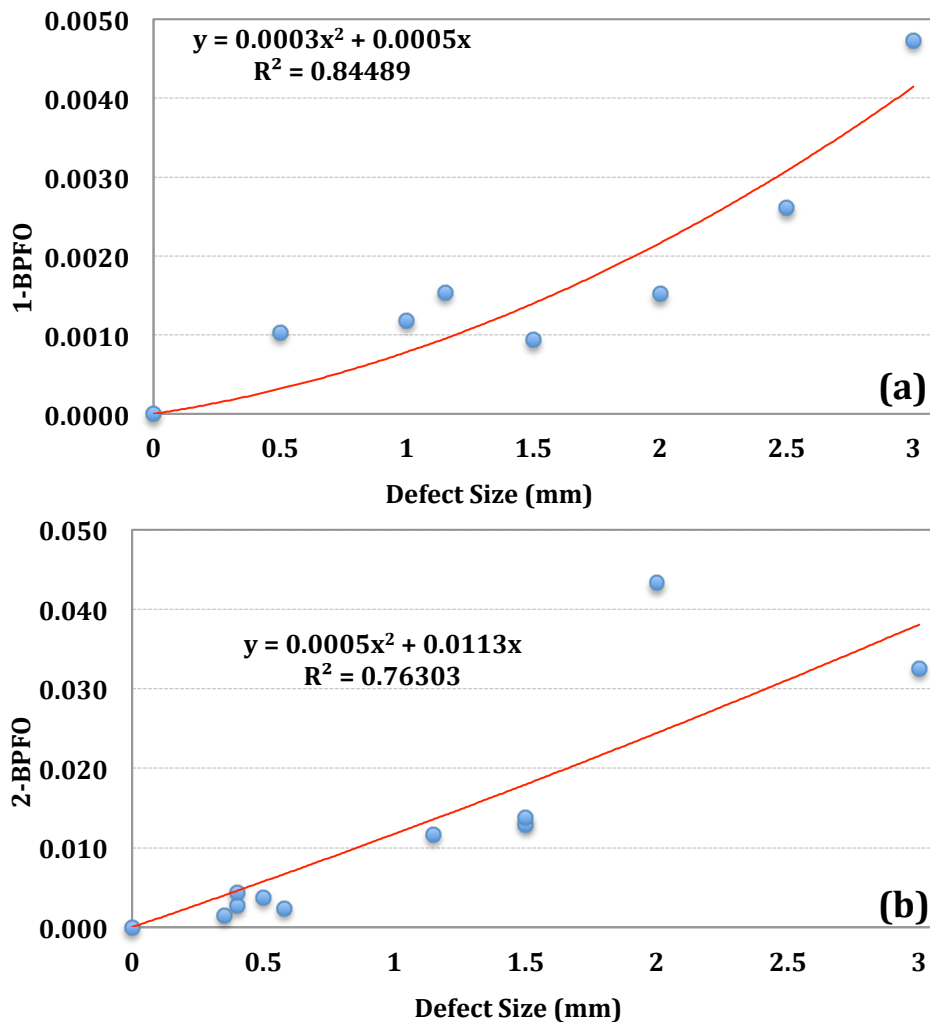 0.0050
y = 0.0003x² + 0.0005x
R² = 0.84489
0.0040
0.0030
0.0020
0.0010
0.0000
1-BPFO
(a)
0 0.5 1 1.5 2 2.5 3
Defect Size (mm)
0.050
0.040
y = 0.0005x² + 0.0113x
R² = 0.76303
0.030
0.020
0.010
0.000
2-BPFO
(b)
0 0.5 1 1.5 2 2.5 3
Defect Size (mm)